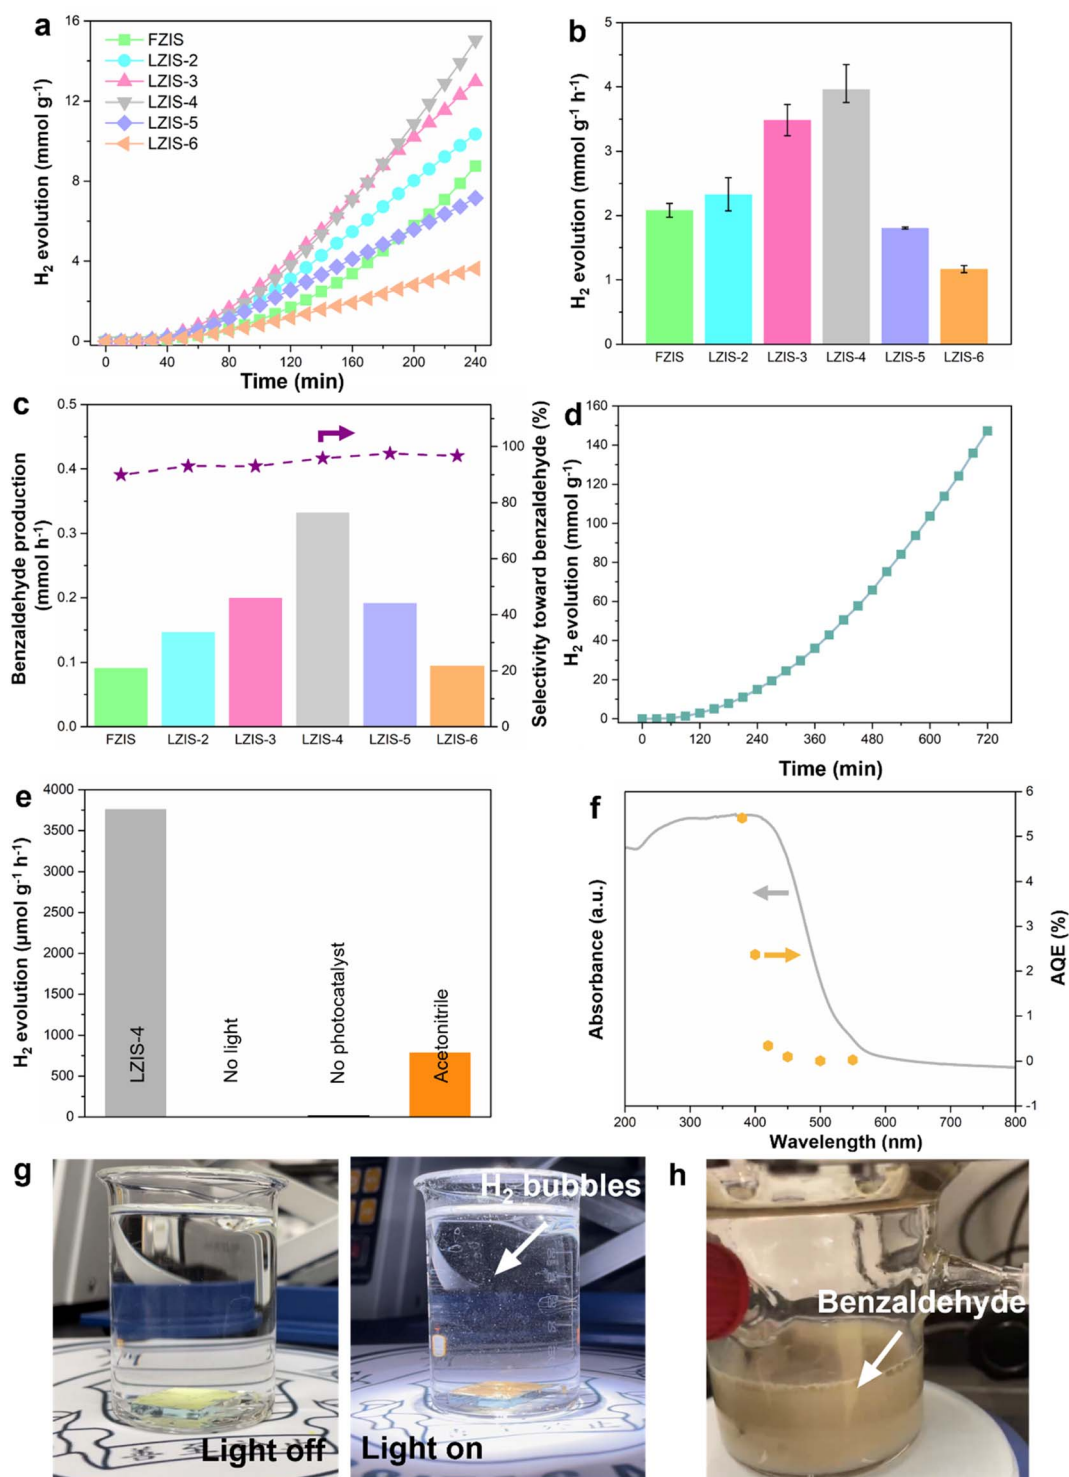 a
H2 evolution (mmol g-1)
16
12
8
4
0
FZIS
LZIS-2
LZIS-3
LZIS-4
LZIS-5
LZIS-6
0 40 80 120 160 200 240
Time (min)
b
H2 evolution (mmol g-1 h-1)
5
4
3
2
1
0
FZIS LZIS-2 LZIS-3 LZIS-4 LZIS-5 LZIS-6
c
Benzaldehyde production
(mmol h-1)
0.5
0.4
0.3
0.2
0.1
0.0
100
80
60
40
20
0
Selectivity toward benzaldehyde (%)
FZIS LZIS-2 LZIS-3 LZIS-4 LZIS-5 LZIS-6
d
H2 evolution (mmol g-1)
160
140
120
100
80
60
40
20
0
0 120 240 360 480 600 720
Time (min)
e
H2 evolution (μmol g-1 h-1)
4000
3750
3500
3000
2500
2000
1500
1000
750
500
250
0
LZIS-4
No light
No photocatalyst
Acetonitrile
f
Absorbance (a.u.)
6
5
4
3
2
1
0
-1
AQE (%)
200 300 400 500 600 700 800
Wavelength (nm)
g
Light off
H2 bubbles
Light on
h
Benzaldehyde